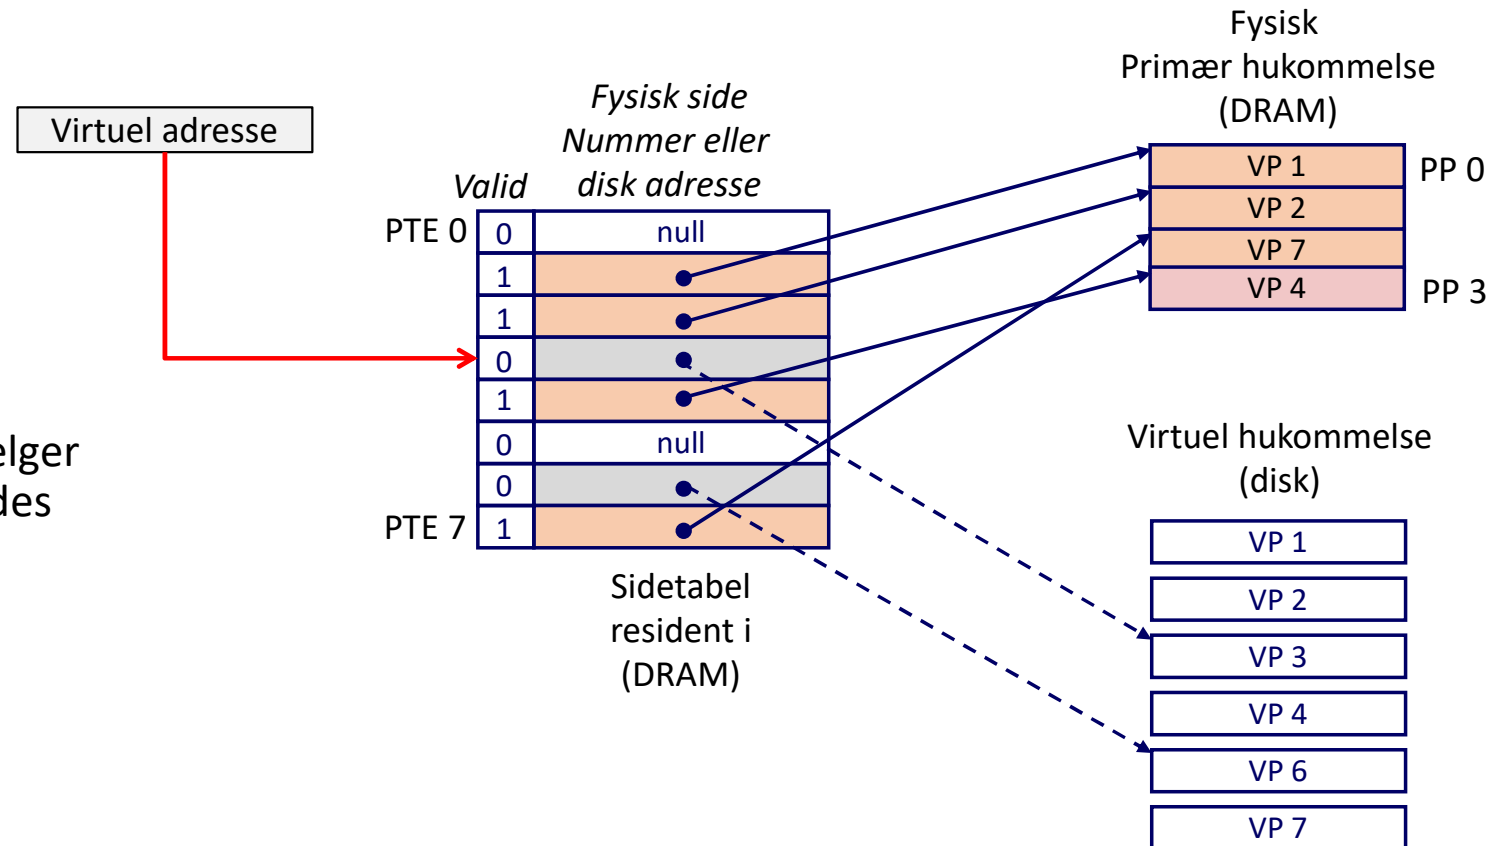 Virtuel adresse
Fysisk side
Nummer eller
disk adresse
Valid
PTE 0
0
null
1
1
0
1
0
null
0
PTE 7
1
Sidetabel
resident i
(DRAM)
Fysisk
Primær hukommelse
(DRAM)
VP 1
PP 0
VP 2
VP 7
VP 4
PP 3
Virtuel hukommelse
(disk)
VP 1
VP 2
VP 3
VP 4
VP 6
VP 7